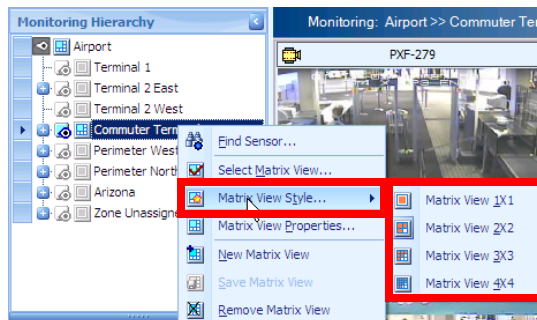 Monitoring Hierarchy
Monitoring: Airport >> Commuter Te
Airport
PXF-279
Terminal 1
Terminal 2 East
Terminal 2 West
Commuter Term
Perimeter West
Perimeter North
Arizona
Zone Unassigne
Find Sensor...
Select Matrix View...
Matrix View Style...
Matrix View Properties...
New Matrix View
Save Matrix View
Remove Matrix View
Matrix View 1X1
Matrix View 2X2
Matrix View 3X3
Matrix View 4X4